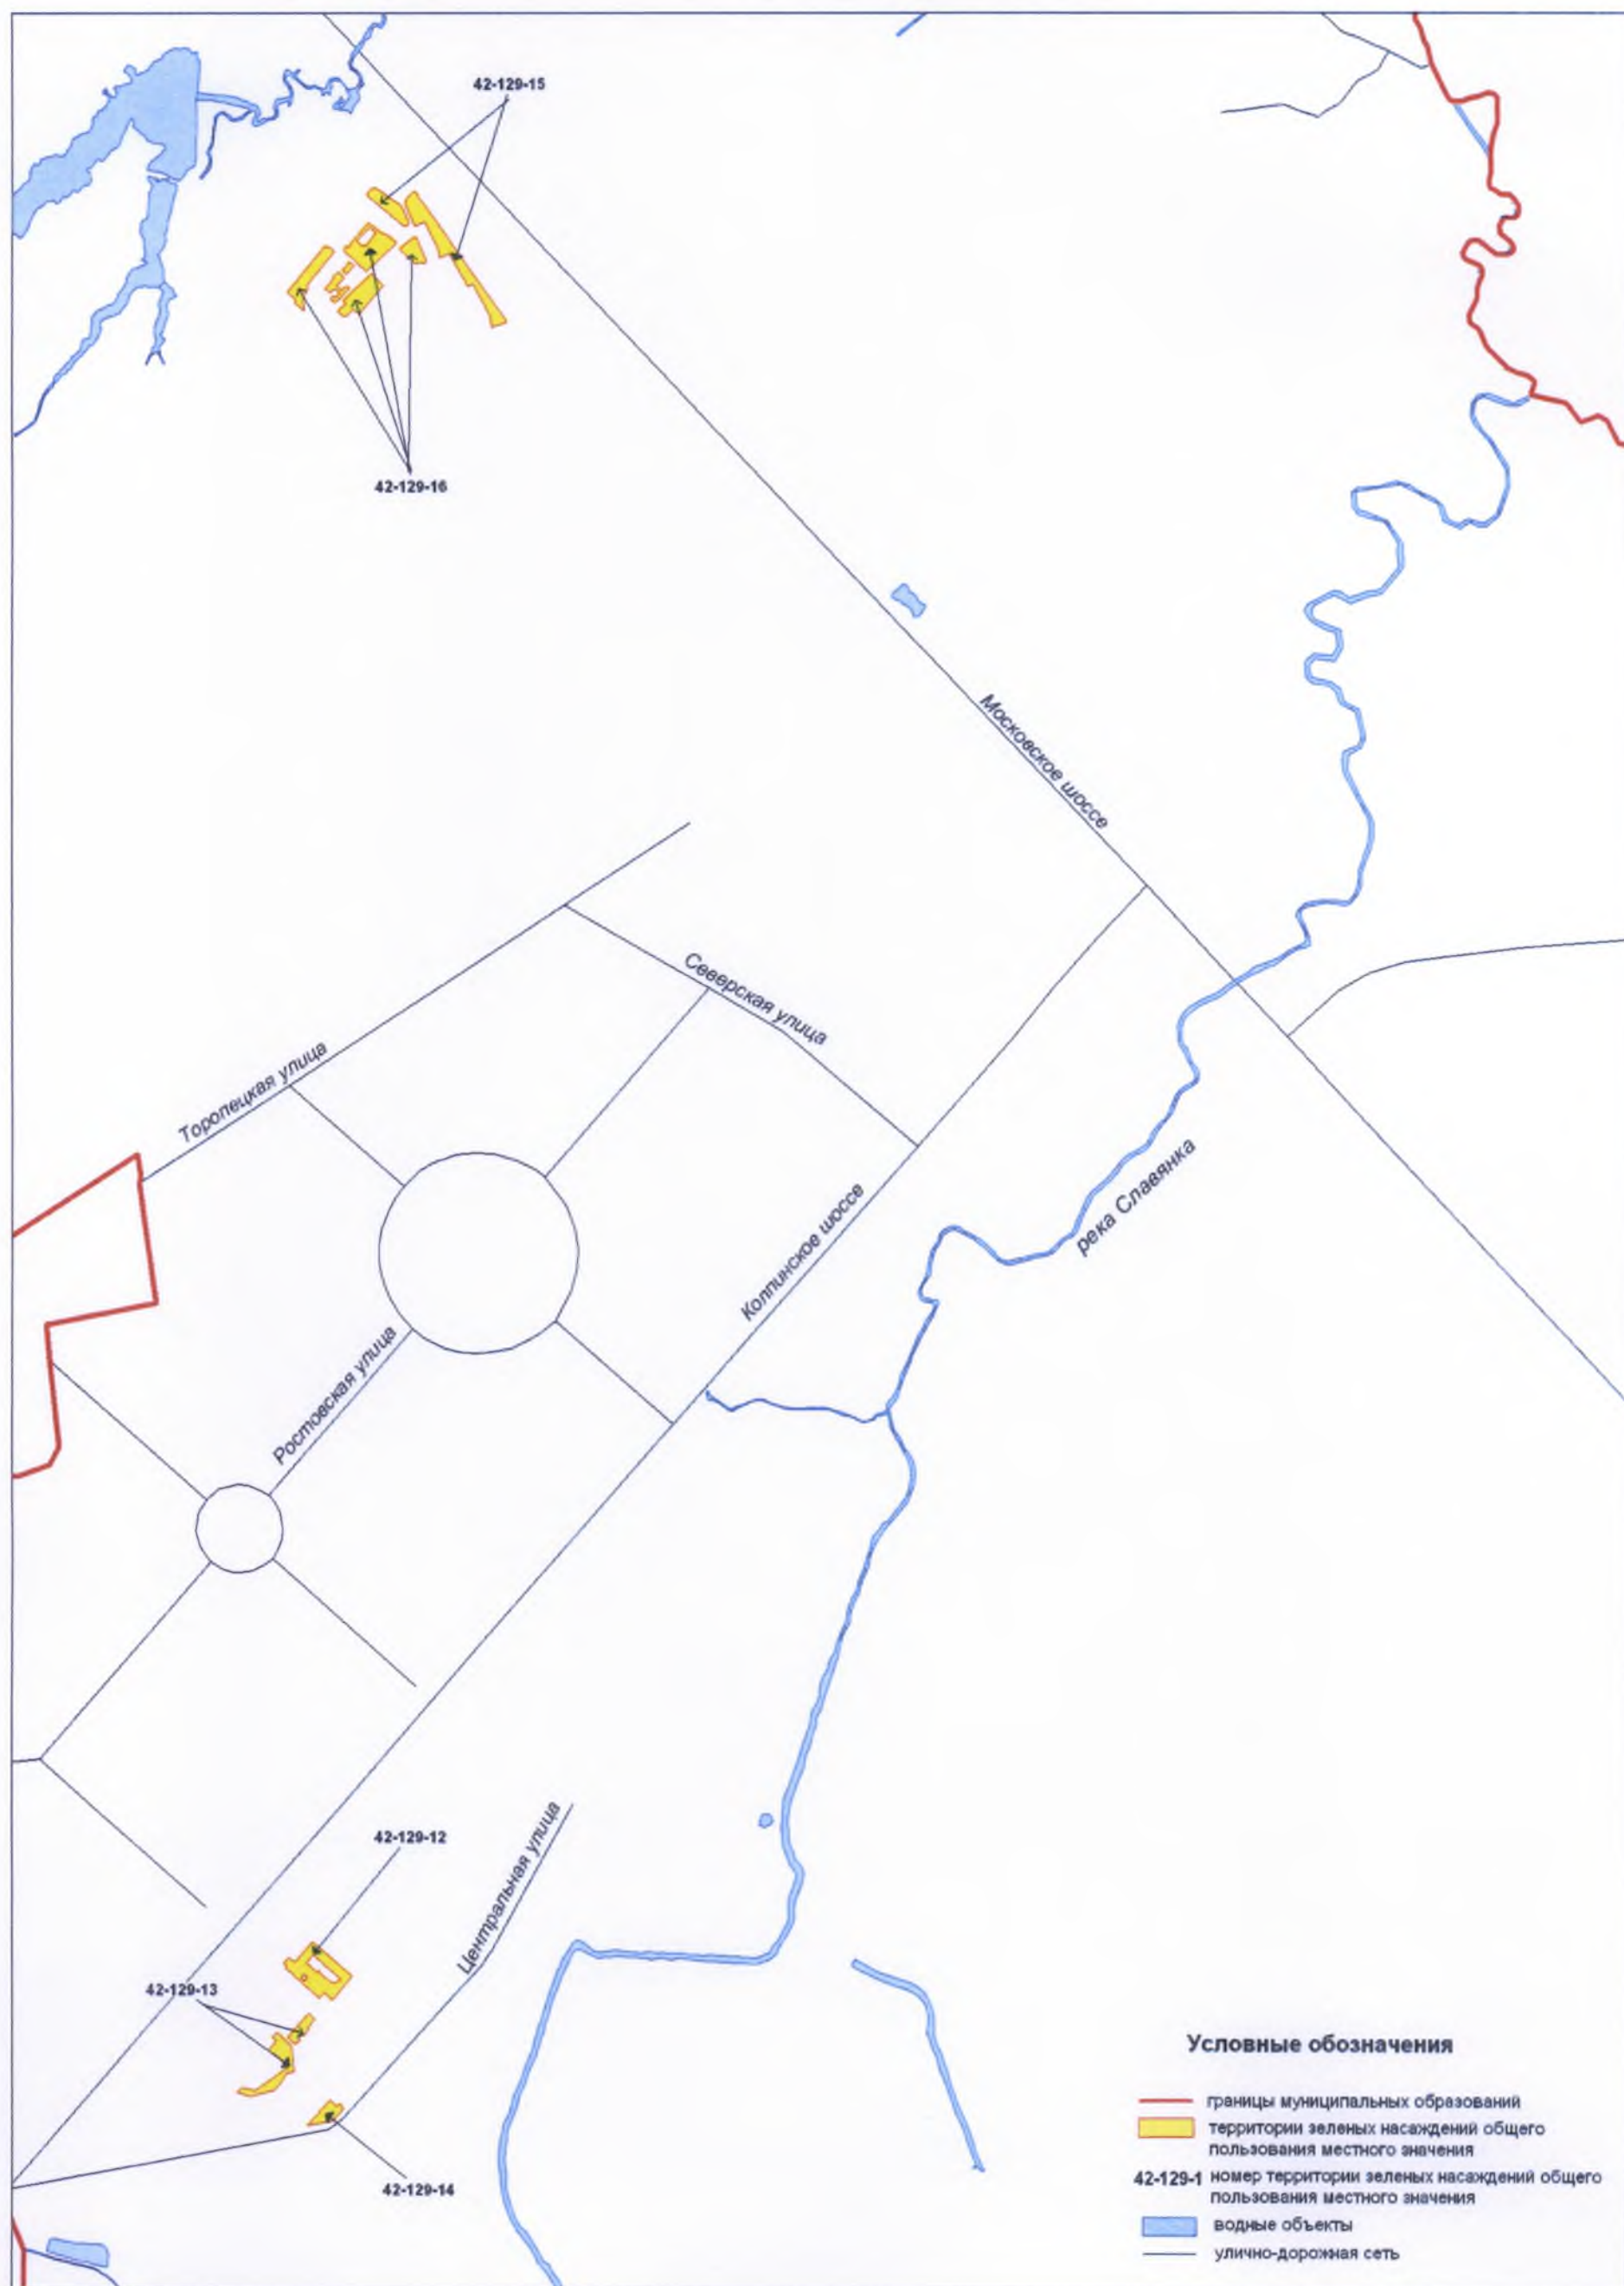 42-129-15
42-129-16
Московское шоссе
Северская улица
Торопецкая улица
река Славянка
Колпинское шоссе
Ростовская улица
42-129-12
Центральная улица
42-129-13
42-129-14
Условные обозначения
границы муниципальных образований
территории зеленых насаждений общего
пользования местного значения
42-129-1 номер территории зеленых насаждений общего
пользования местного значения
водные объекты
улично-дорожная сеть